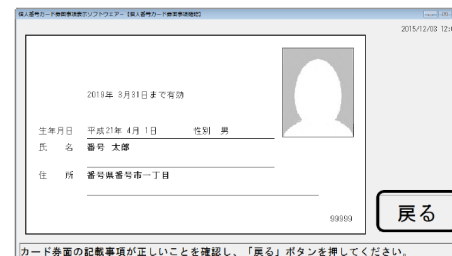 個人番号カード券面事項表示ソフトウエアー【個人番号カード券面事項確認】
2015/12/03 12:
2019年 3月31日まで有効
生年月日 平成21年 4月 1日 性別 男
氏 名 番号 太郎
住 所 番号県番号市一丁目
99999
戻る
カード券面の記載事項が正しいことを確認し、「戻る」ボタンを押してください。